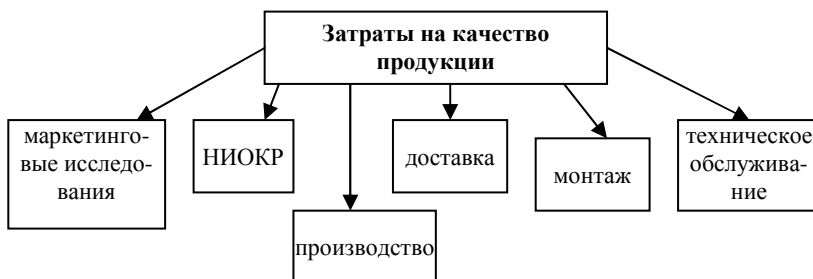 Затраты на качество
продукции
маркетинго-
вые исследо-
вания
НИОКР
производство
доставка
монтаж
техническое
обслужива-
ние